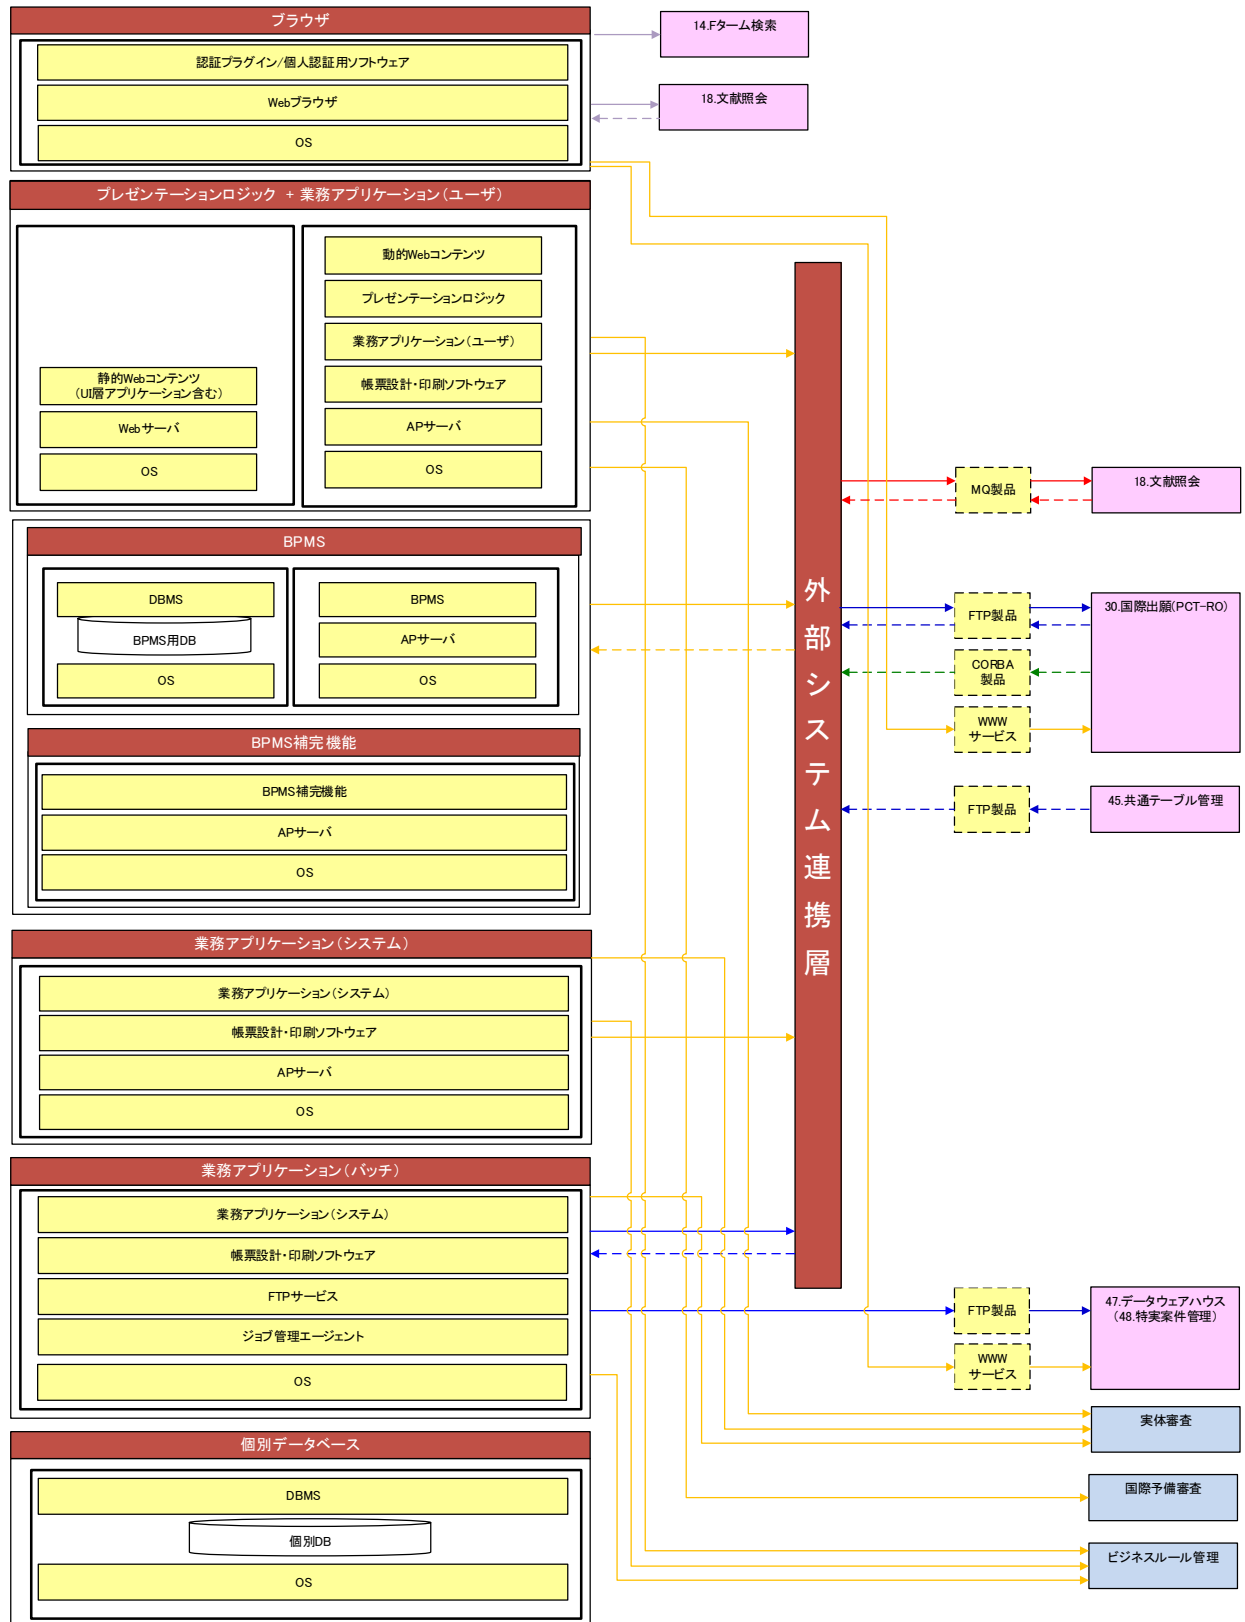 ブラウザ
認証プラグイン/個人認証用ソフトウェア
Webブラウザ
OS
14.Fターム検索
18.文献照会
プレゼンテーションロジック + 業務アプリケーション(ユーザ)
静的Webコンテンツ
(UI層アプリケーション含む)
Webサーバ
OS
動的Webコンテンツ
プレゼンテーションロジック
業務アプリケーション(ユーザ)
帳票設計・印刷ソフトウェア
APサーバ
OS
BPMS
DBMS
BPMS用DB
OS
BPMS
APサーバ
OS
BPMS補完機能
BPMS補完機能
APサーバ
OS
業務アプリケーション(システム)
業務アプリケーション(システム)
帳票設計・印刷ソフトウェア
APサーバ
OS
業務アプリケーション(バッチ)
業務アプリケーション(システム)
帳票設計・印刷ソフトウェア
FTPサービス
ジョブ管理エージェント
OS
個別データベース
DBMS
個別DB
OS
外部システム連携層
MQ製品
18.文献照会
FTP製品
CORBA
製品
WWW
サービス
30.国際出願(PCT-RO)
FTP製品
45.共通テーブル管理
FTP製品
WWW
サービス
47.データウェアハウス
(48.特実案件管理)
実体審査
国際予備審査
ビジネスルール管理